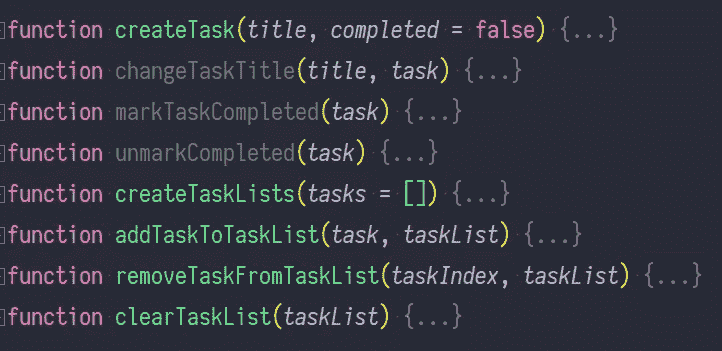 function createTask(title, completed = false) {...}
function changeTaskTitle(title, task) {...}
function markTaskCompleted(task) {...}
function unmarkCompleted(task) {...}
function createTaskLists(tasks = []) {...}
function addTaskToTaskList(task, taskList) {...}
function removeTaskFromTaskList(taskIndex, taskList) {...}
function clearTaskList(taskList) {...}